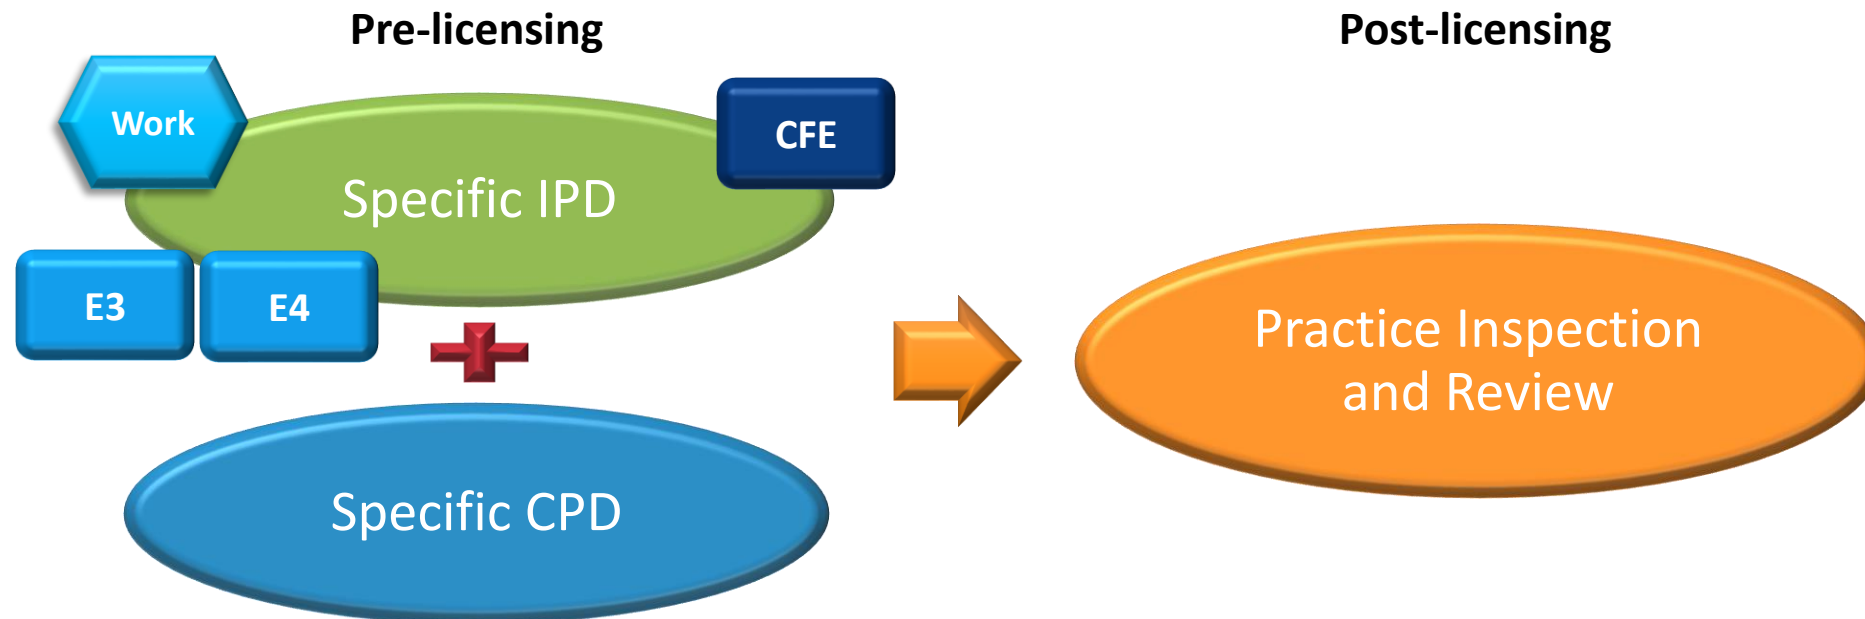 Pre-licensing
Post-licensing
Work
CFE
Specific IPD
E3
E4
Practice Inspection
and Review
Specific CPD